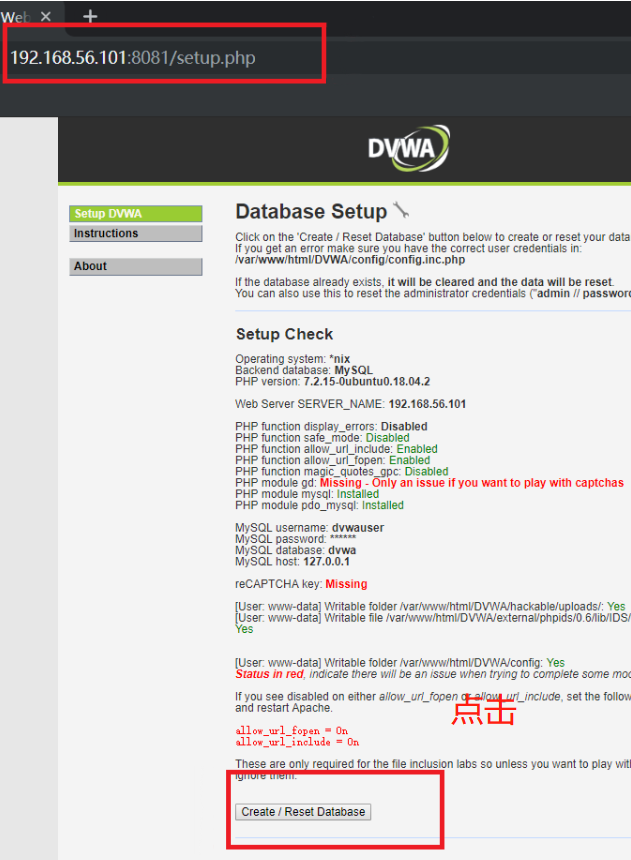 Web
192.168.56.101:8081/setup.php
DVWA
Setup DVWA
Instructions
About
Database Setup
Click on the 'Create / Reset Database' button below to create or reset your data
If you get an error make sure you have the correct user credentials in:
/var/www/html/DVWA/config/config.inc.php
If the database already exists, it will be cleared and the data will be reset.
You can also use this to reset the administrator credentials ("admin // password
Setup Check
Operating system: *nix
Backend database: MySQL
PHP version: 7.2.15-0ubuntu0.18.04.2
Web Server SERVER_NAME: 192.168.56.101
PHP function display_errors: Disabled
PHP function safe_mode: Disabled
PHP function allow_url_include: Enabled
PHP function allow_url_fopen: Enabled
PHP function magic_quotes_gpc: Disabled
PHP module gd: Missing - Only an issue if you want to play with captchas
PHP module mysql: Installed
PHP module pdo_mysql: Installed
MySQL username: dvwauser
MySQL password: ******
MySQL database: dvwa
MySQL host: 127.0.0.1
reCAPTCHA key: Missing
[User: www-data] Writable folder /var/www/html/DVWA/hackable/uploads/: Yes
[User: www-data] Writable file /var/www/html/DVWA/external/phpids/0.6/lib/IDS/
Yes
[User: www-data] Writable folder /var/www/html/DVWA/config: Yes
Status in red, indicate there will be an issue when trying to complete some mod
If you see disabled on either allow_url_fopen or allow_url_include, set the follow
and restart Apache.
点击
allow_url_fopen = On
allow_url_include = On
These are only required for the file inclusion labs so unless you want to play wit
ignore them.
Create / Reset Database